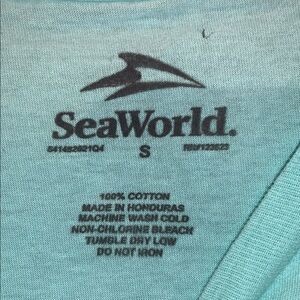 SeaWorld.
S
100% COTTON
MADE IN HONDURAS
MACHINE WASH COLD
NON-CHLORINE BLEACH
TUMBLE DRY LOW
DO NOT IRON